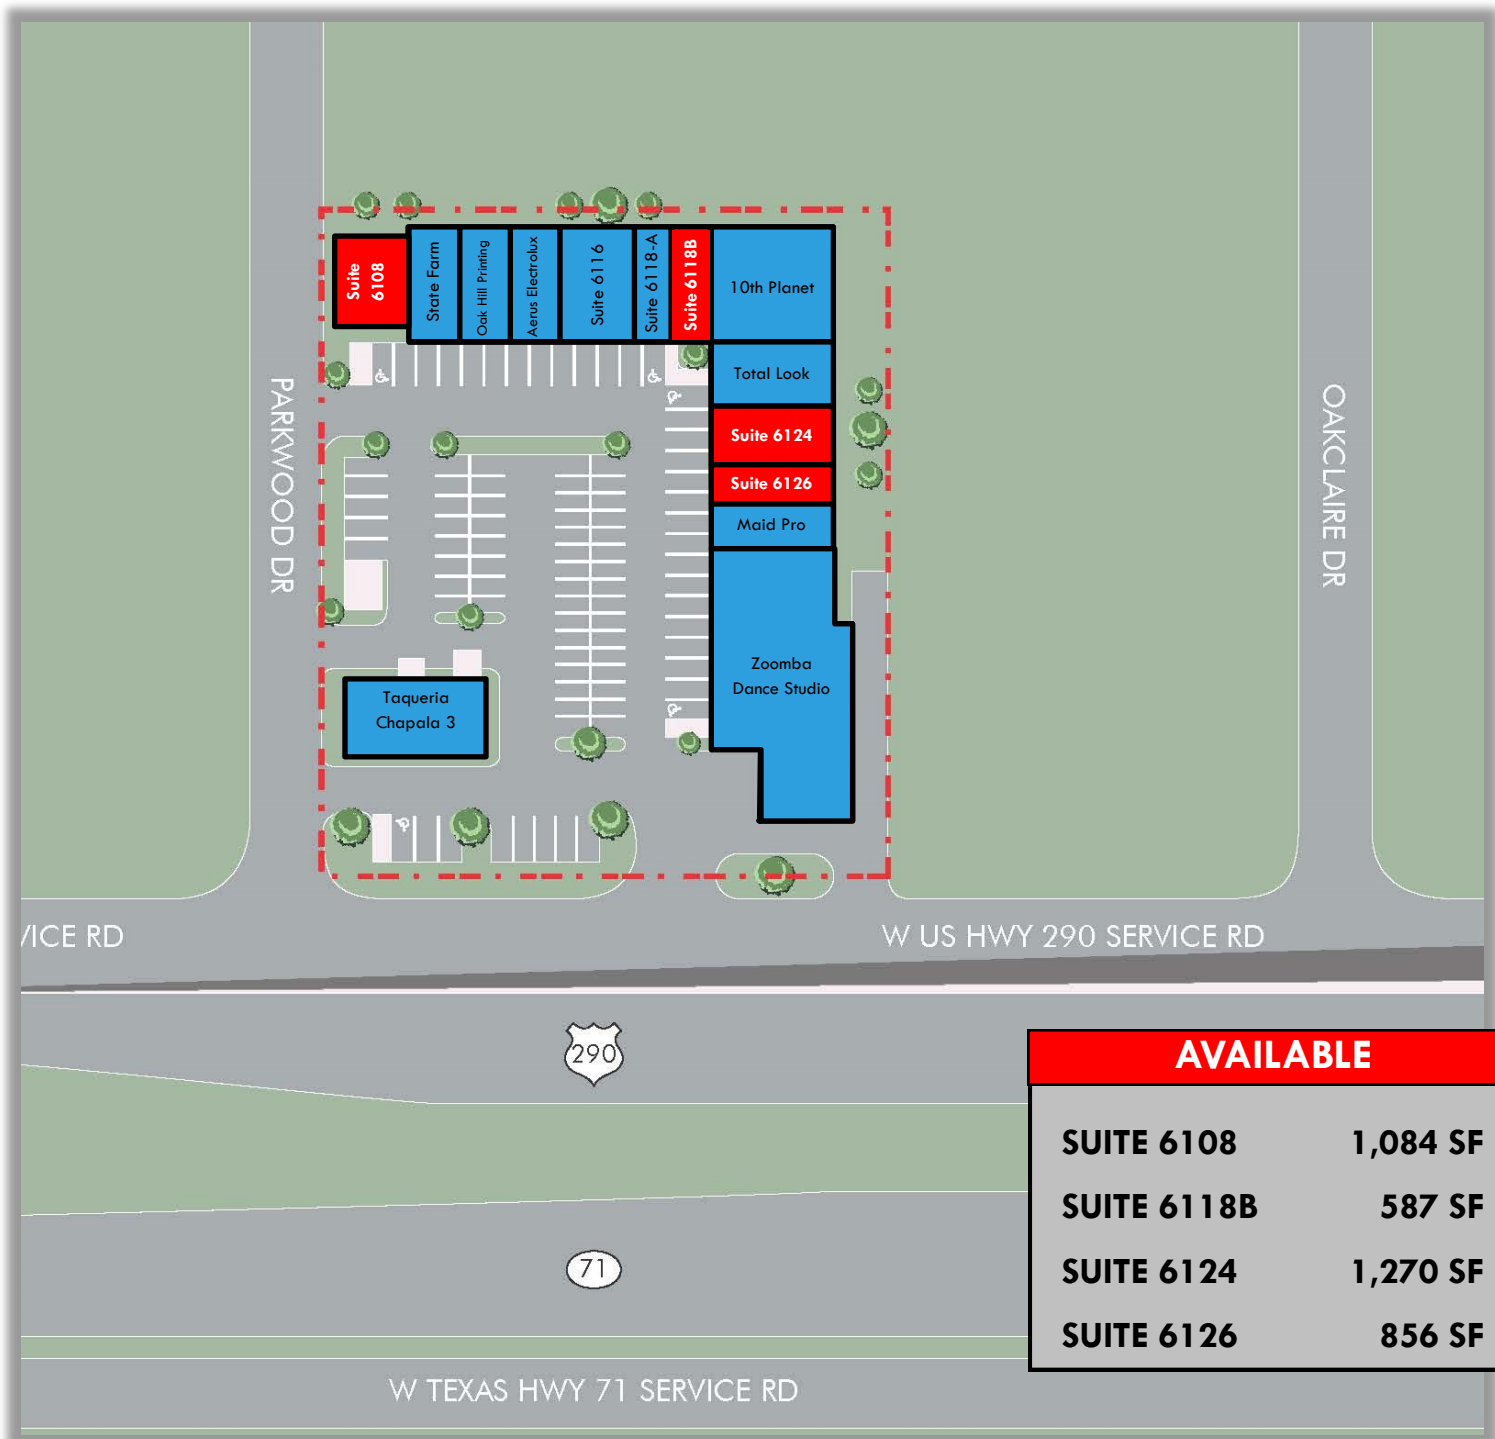 Suite
6108
State Farm
Oak Hill Printing
Aerus Electrolux
Suite 6116
Suite 6118-A
Suite 6118B
10th Planet
Total Look
Suite 6124
Suite 6126
Maid Pro
Zoomba
Dance Studio
Taqueria
Chapala 3
PARKWOOD DR
OAKCLAIRE DR
VICE RD
W US HWY 290 SERVICE RD
290
71
W TEXAS HWY 71 SERVICE RD
AVAILABLE
SUITE 6108 1,084 SF
SUITE 6118B 587 SF
SUITE 6124 1,270 SF
SUITE 6126 856 SF